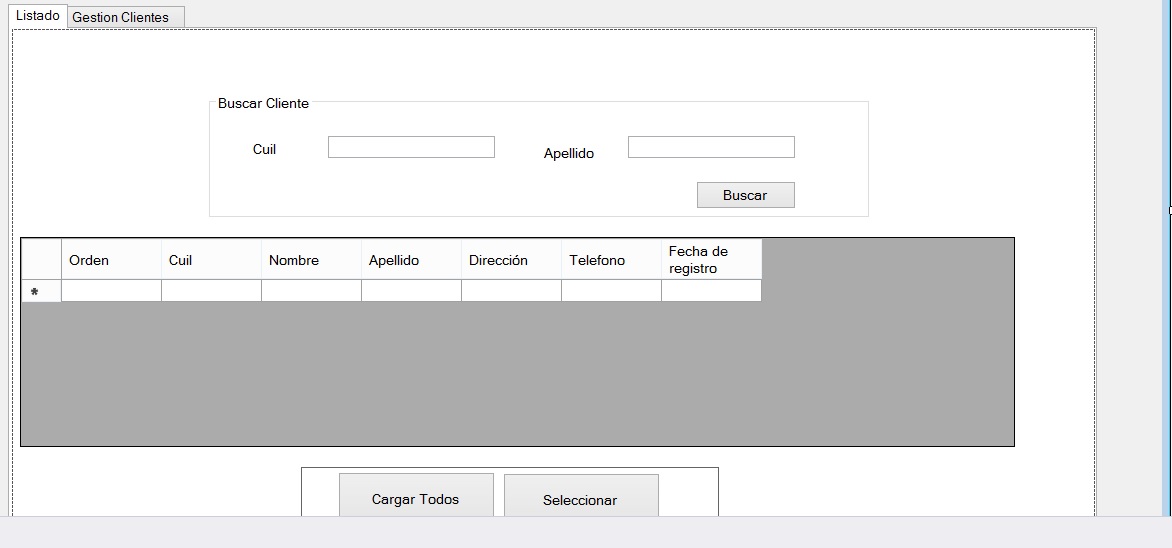 Listado Gestion Clientes
Buscar Cliente
Cuil Apellido
Buscar
Orden Cuil Nombre Apellido Dirección Telefono Fecha de registro
*
Cargar Todos Seleccionar